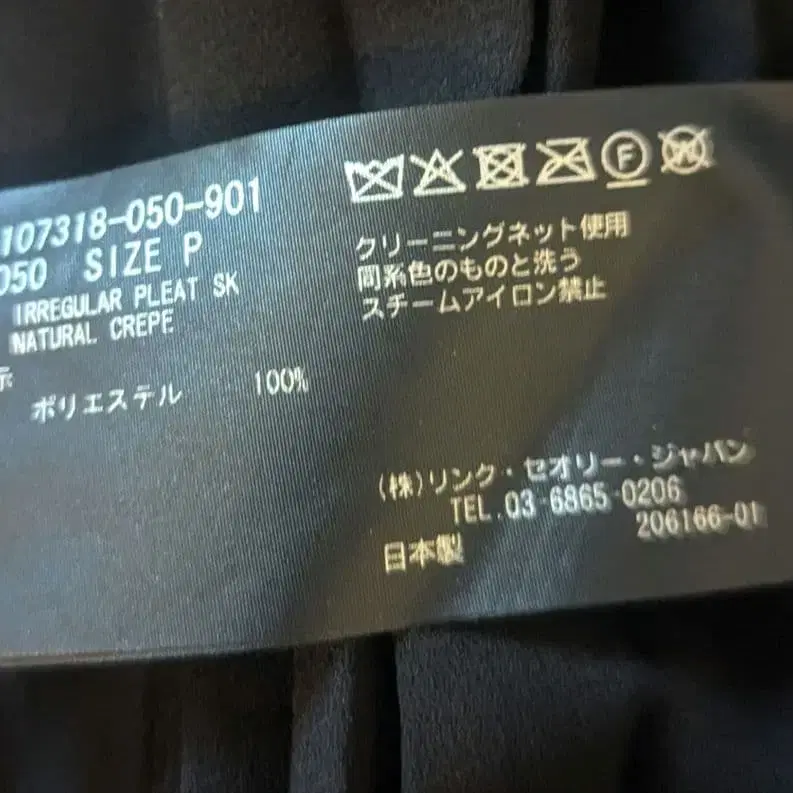 107318-050-901
050 SIZE P
IRREGULAR PLEAT SK
NATURAL CREPE
示
ポリエステル 100%
F
W
クリーニングネット使用
同系色のものと洗う
スチームアイロン禁止
(株)リンク・セオリー・ジャパン
TEL.03-6865-0206
206166-01
日本製